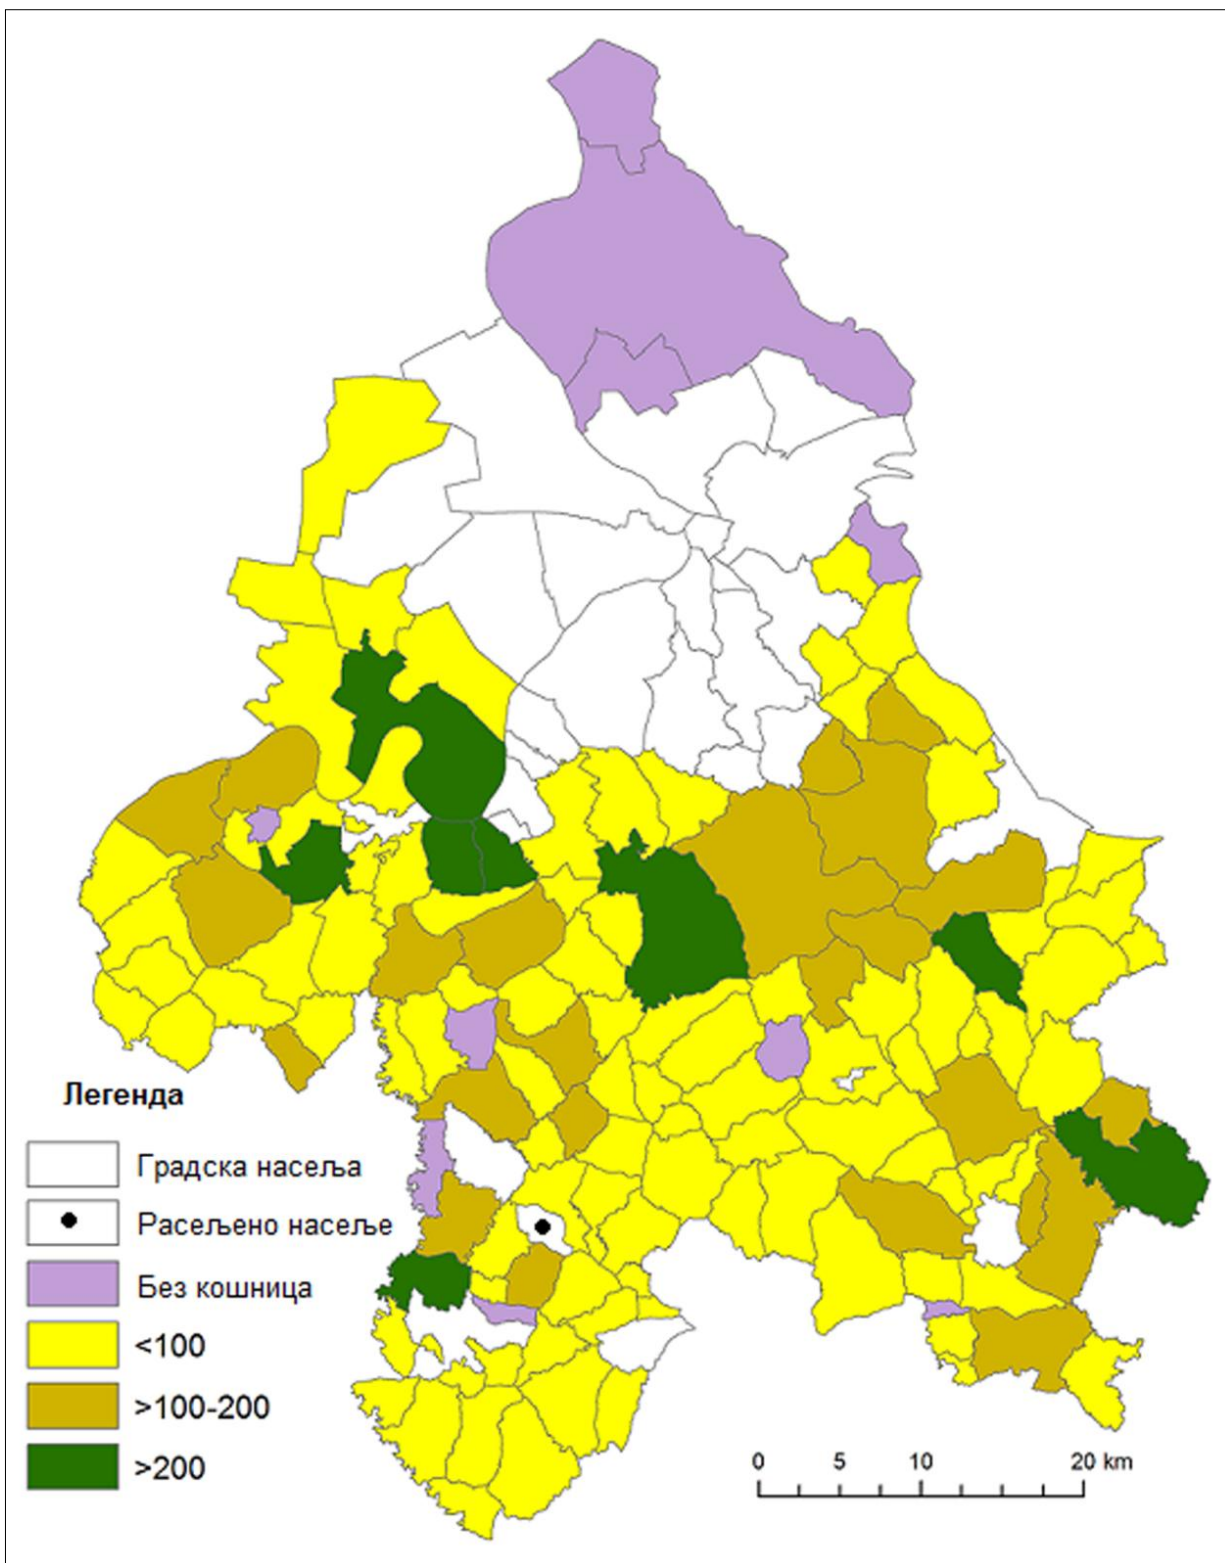 Легенда
Градска насеља
Расељено насеље
Без кошница
<100
>100-200
>200
0 5 10 20 km